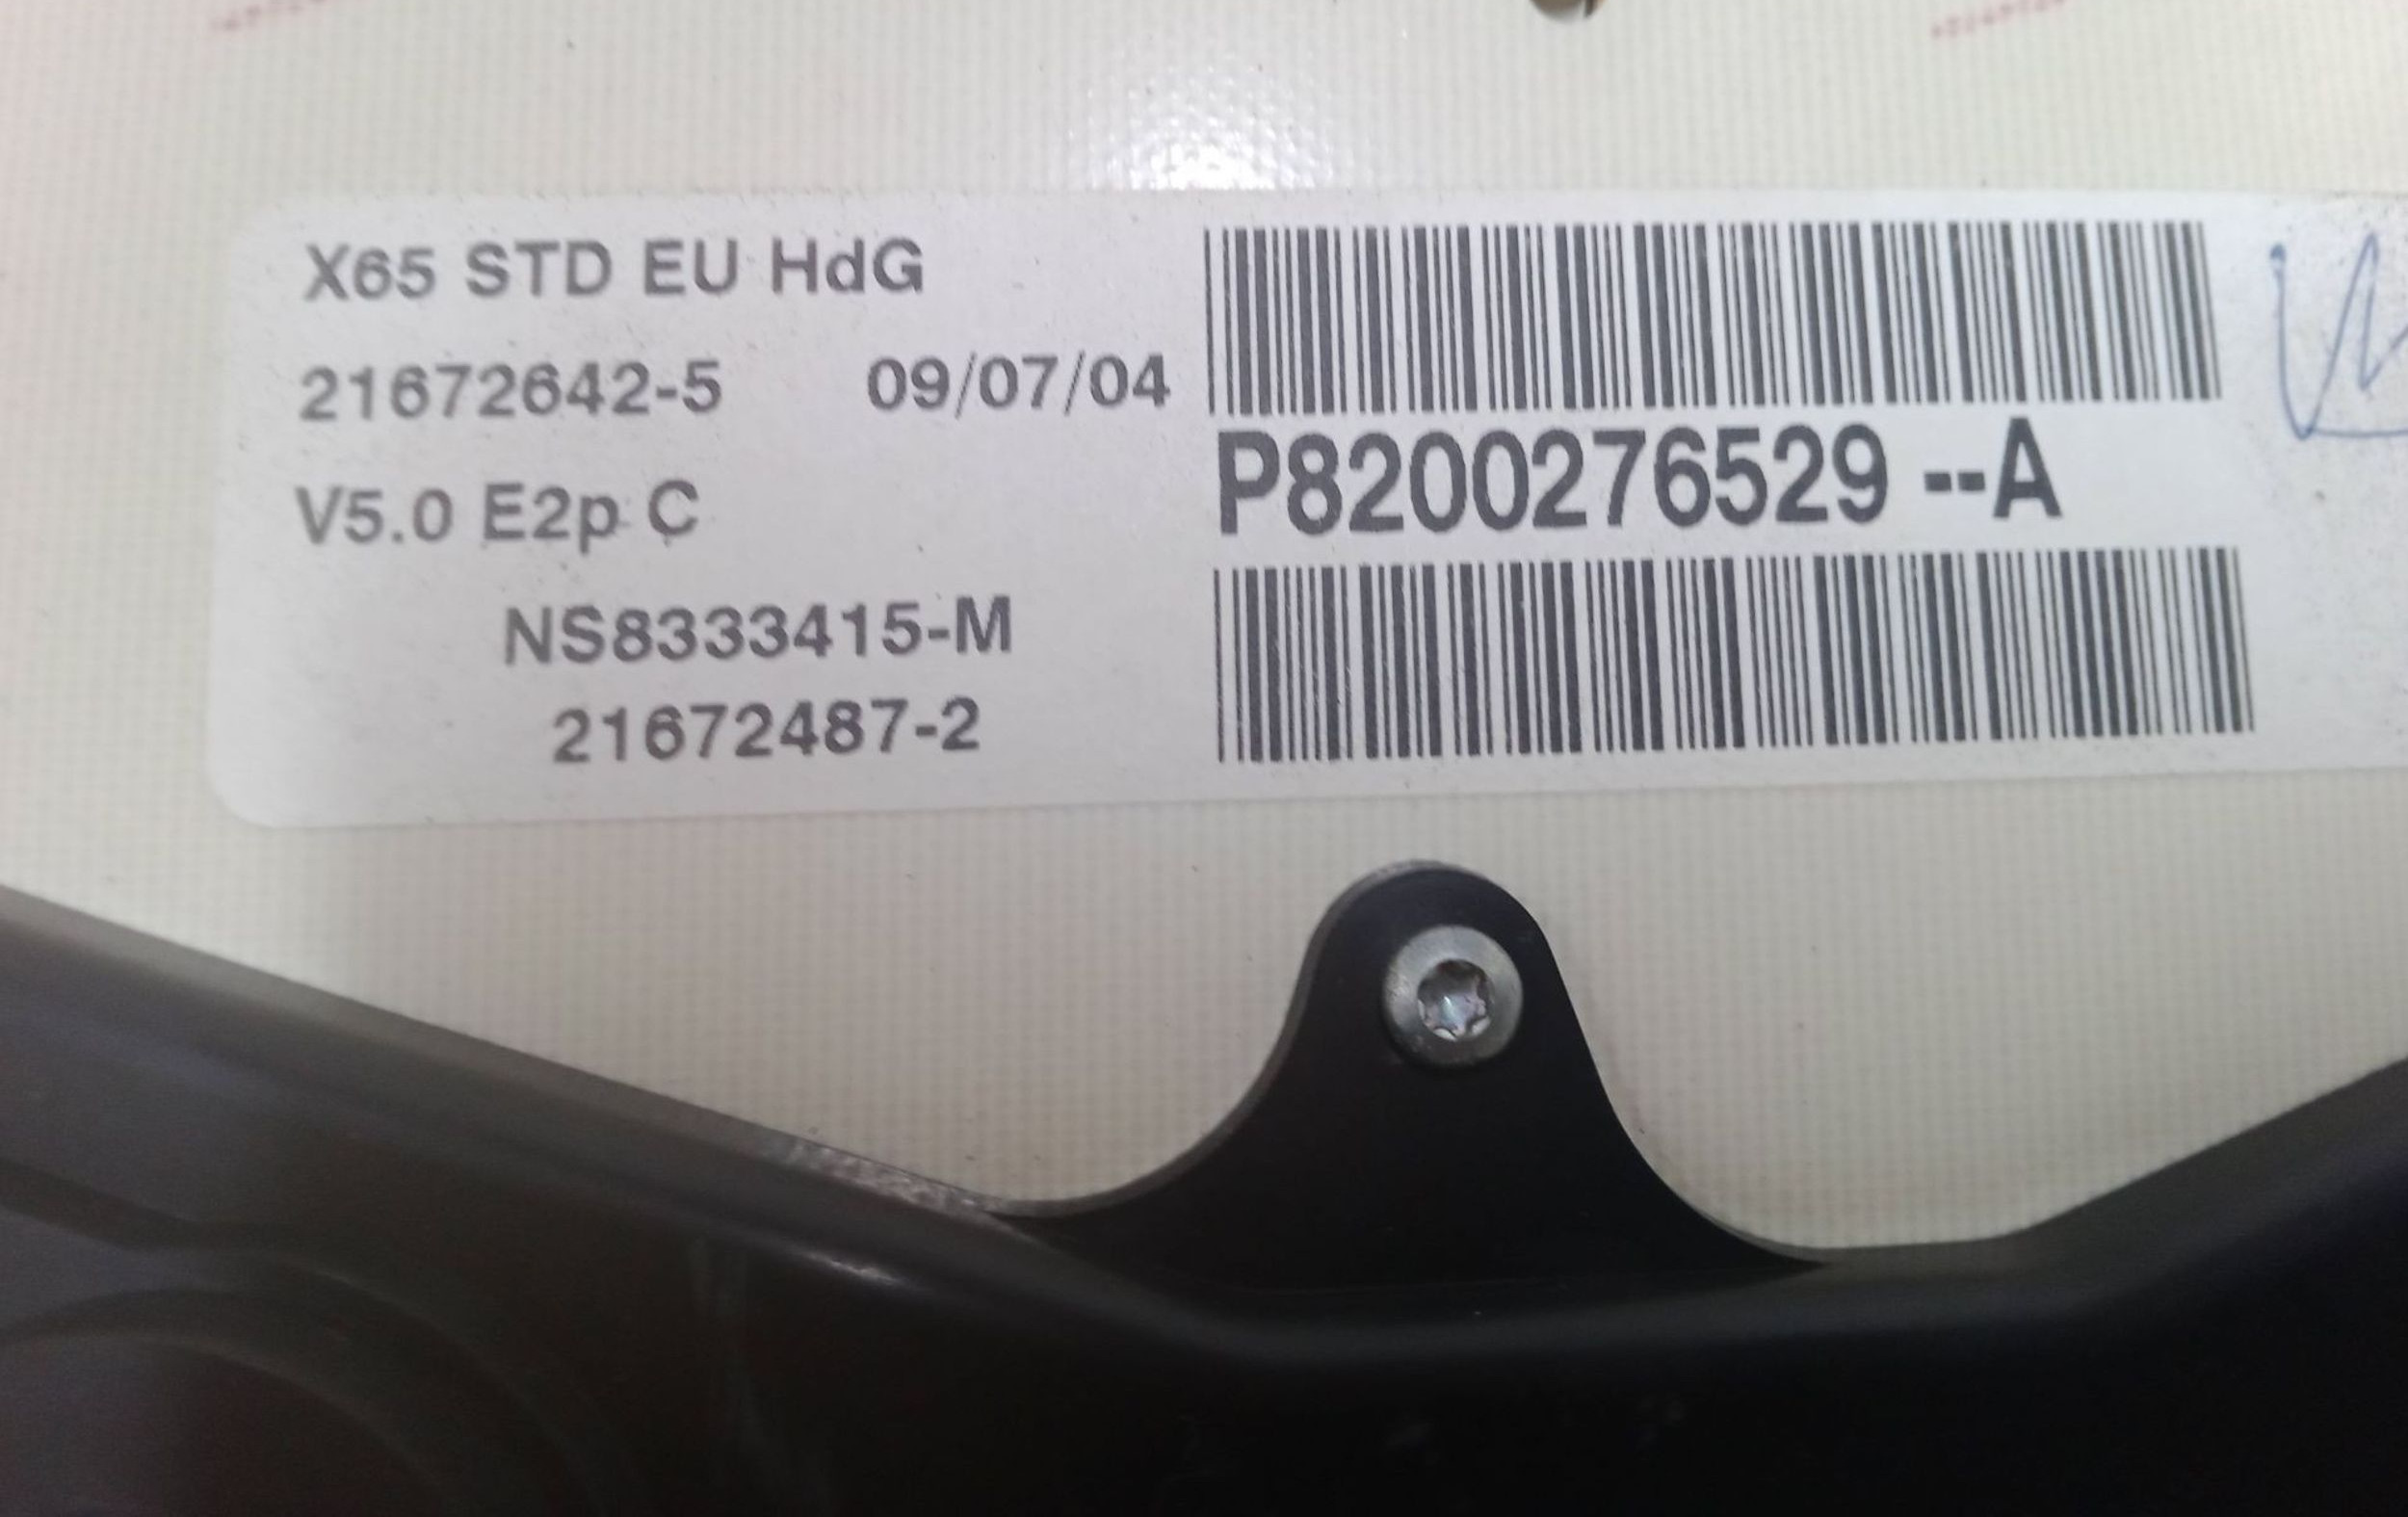 X65 STD EU HdG
21672642-5 09/07/04
V5.0 E2p C
NS8333415-M
21672487-2
P8200276529 --A